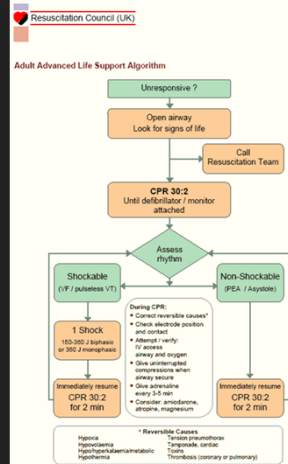 Resuscitation Council (UK)
Adult Advanced Life Support Algorithm
Unresponsive ?
Open airway
Look for signs of life
Call
Resuscitation Team
CPR 30:2
Until defibrillator / monitor
attached
Assess
rhythm
Shockable
(VF / pulseless VT)
Non-Shockable
(PEA / Asystole)
1 Shock
150-360 J biphasic
or 360 J monophasic
Immediately resume
CPR 30:2
for 2 min
During CPR:
• Correct reversible causes*
• Check electrode position
and contact
• Attempt / verify:
IV access
airway and oxygen
• Give uninterrupted
compressions when
airway secure
• Give adrenaline
every 3-5 min
• Consider: amiodarone,
atropine, magnesium
Immediately resume
CPR 30:2
for 2 min
* Reversible Causes
Hypoxia Tension pneumothorax
Hypovolaemia Tamponade, cardiac
Hypo/hyperkalaemia/metabolic Toxins
Hypothermia Thrombosis (coronary or pulmonary)